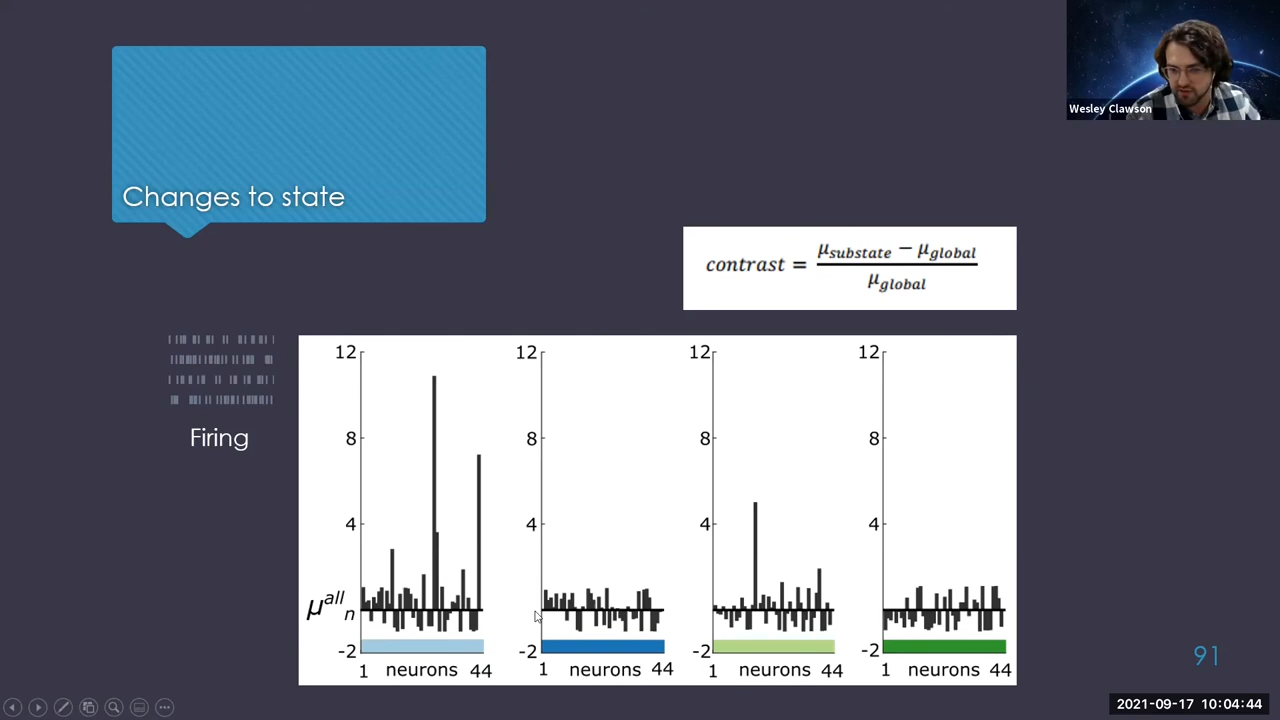 Wesley Clawson
Changes to state
contrast = (μsubstate − μglobal) / μglobal
Firing
12 12 12 12
8 8 8 8
4 4 4 4
μ all n
-2 -2 -2 -2
1 neurons 44 1 neurons 44 1 neurons 44 1 neurons 44
91
2021-09-17 10:04:44